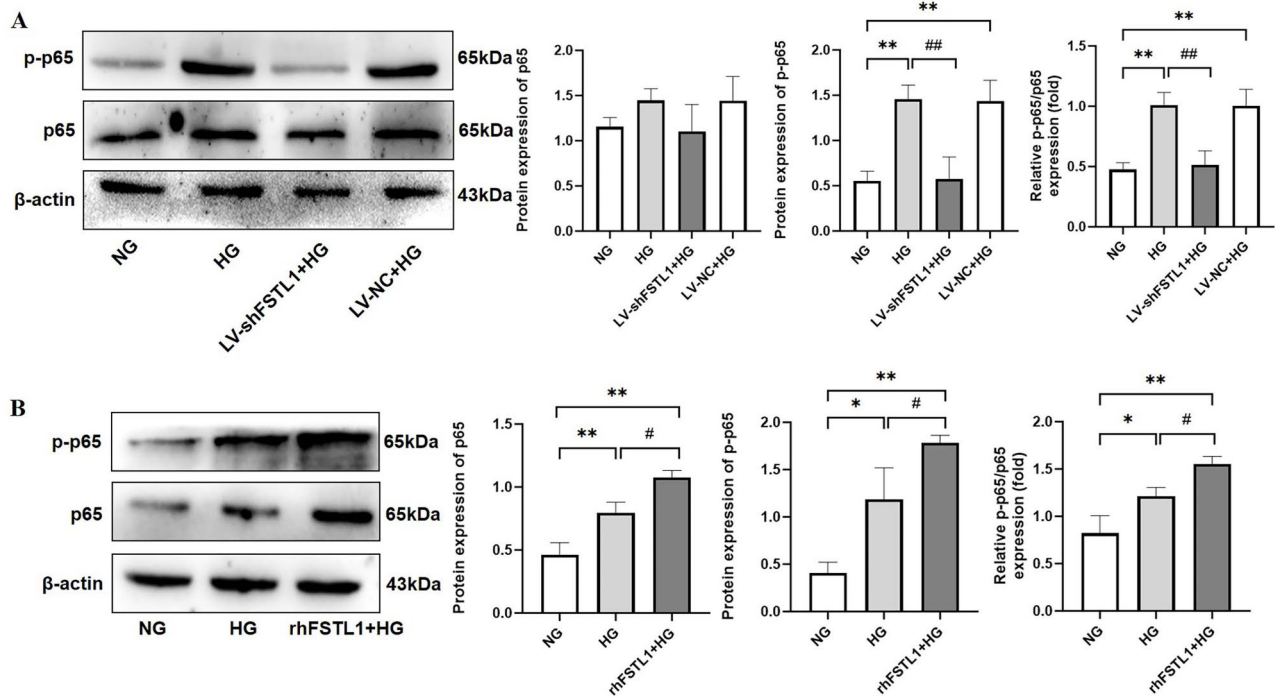 A
p-p65
65kDa
p65
65kDa
β-actin
43kDa
NG
HG
LV-shFSTL1+HG
LV-NC+HG
Protein expression of p65
2.0
1.5
1.0
0.5
0.0
NG
HG
LV-shFSTL1+HG
LV-NC+HG
Protein expression of p-p65
2.0
1.5
1.0
0.5
0.0
**
** ##
NG
HG
LV-shFSTL1+HG
LV-NC+HG
Relative p-p65/p65
expression (fold)
1.5
1.0
0.5
0.0
**
** ##
NG
HG
LV-shFSTL1+HG
LV-NC+HG
B
p-p65
65kDa
p65
65kDa
β-actin
43kDa
NG HG rhFSTL1+HG
Protein expression of p65
1.5
1.0
0.5
0.0
**
** #
NG
HG
rhFSTL1+HG
Protein expression of p-p65
2.0
1.5
1.0
0.5
0.0
**
* #
NG
HG
rhFSTL1+HG
Relative p-p65/p65
expression (fold)
2.0
1.5
1.0
0.5
0.0
**
* #
NG
HG
rhFSTL1+HG